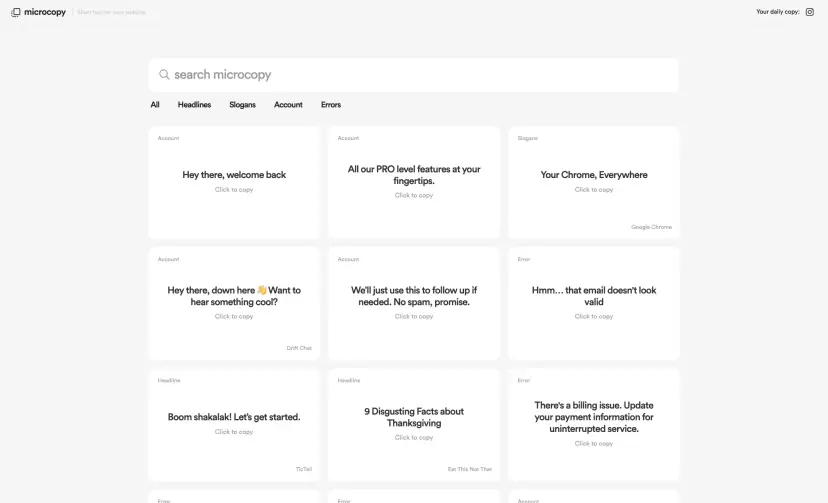 microcopy
Short text for your website.
Your daily copy:
search microcopy
All Headlines Slogans Account Errors
Account
Hey there, welcome back
Click to copy
Account
All our PRO level features at your
fingertips.
Click to copy
Slogans
Your Chrome, Everywhere
Click to copy
Google Chrome
Account
Hey there, down here 👋 Want to
hear something cool?
Click to copy
Drift Chat
Account
We'll just use this to follow up if
needed. No spam, promise.
Click to copy
Error
Hmm... that email doesn't look
valid
Click to copy
Headline
Boom shakalak! Let's get started.
Click to copy
TicTail
Headline
9 Disgusting Facts about
Thanksgiving
Click to copy
Eat This Not That
Error
There's a billing issue. Update
your payment information for
uninterrupted service.
Click to copy
Error
Error
Account